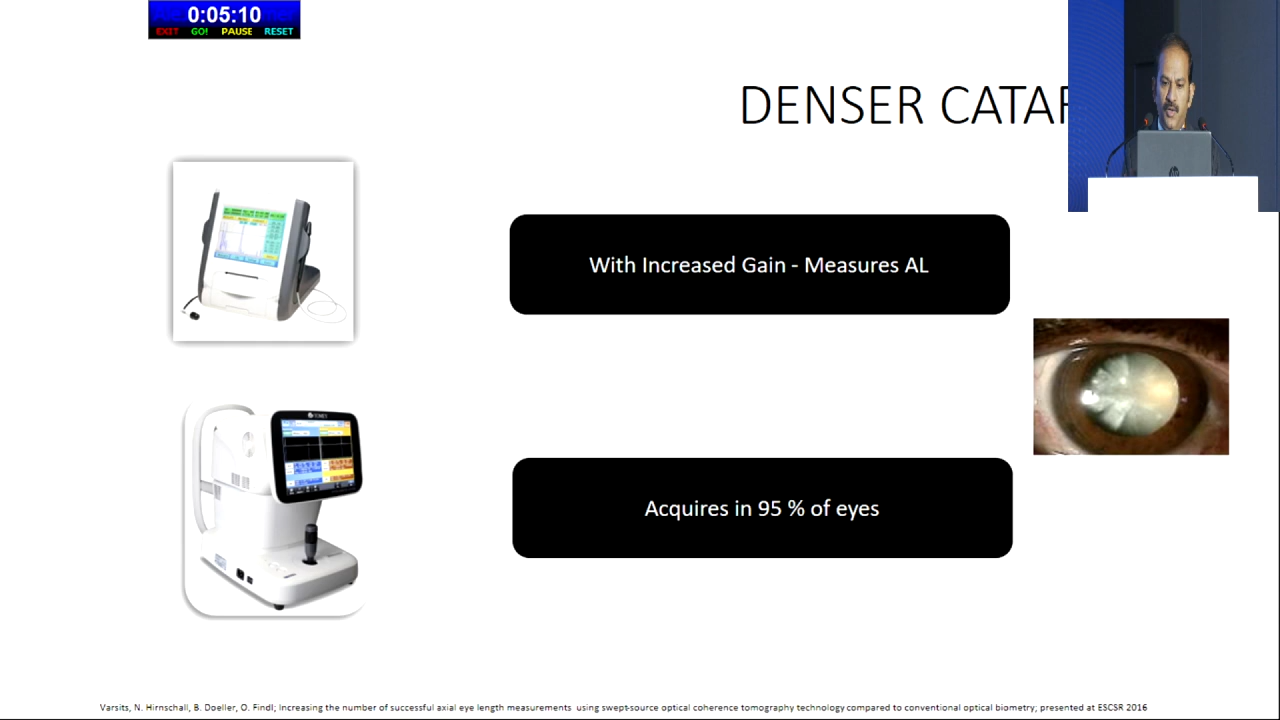 0:05:10
EXIT GO! PAUSE RESET
DENSER CATAR
With Increased Gain - Measures AL
TOMEY
Acquires in 95 % of eyes
Varsits, N. Hirnschall, B. Doeller, O. Findl; Increasing the number of successful axial eye length measurements using swept-source optical coherence tomography technology compared to conventional optical biometry; presented at ESCSR 2016